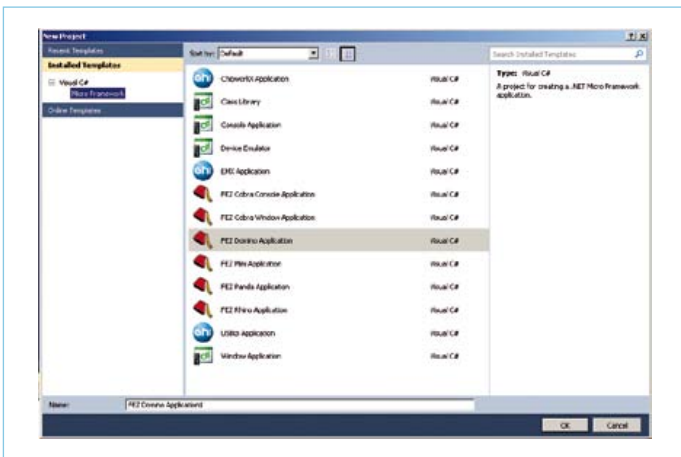 New Project
Recent Templates
Installed Templates
Visual C#
Micro Framework
Online Templates
Sort by: Default
Search Installed Templates
ChipworkX Application Visual C#
Class Library Visual C#
Console Application Visual C#
Device Emulator Visual C#
EMX Application Visual C#
FEZ Cobra Console Application Visual C#
FEZ Cobra Window Application Visual C#
FEZ Domino Application Visual C#
FEZ Mini Application Visual C#
FEZ Panda Application Visual C#
FEZ Rhino Application Visual C#
USBizi Application Visual C#
Window Application Visual C#
Type: Visual C#
A project for creating a .NET Micro Framework
application.
Name: FEZ Domino Application1
OK Cancel